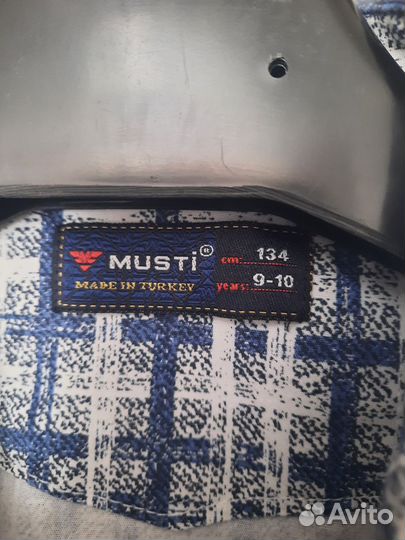 MUSTi® cm: 134
MADE IN TURKEY years: 9-10
Avito